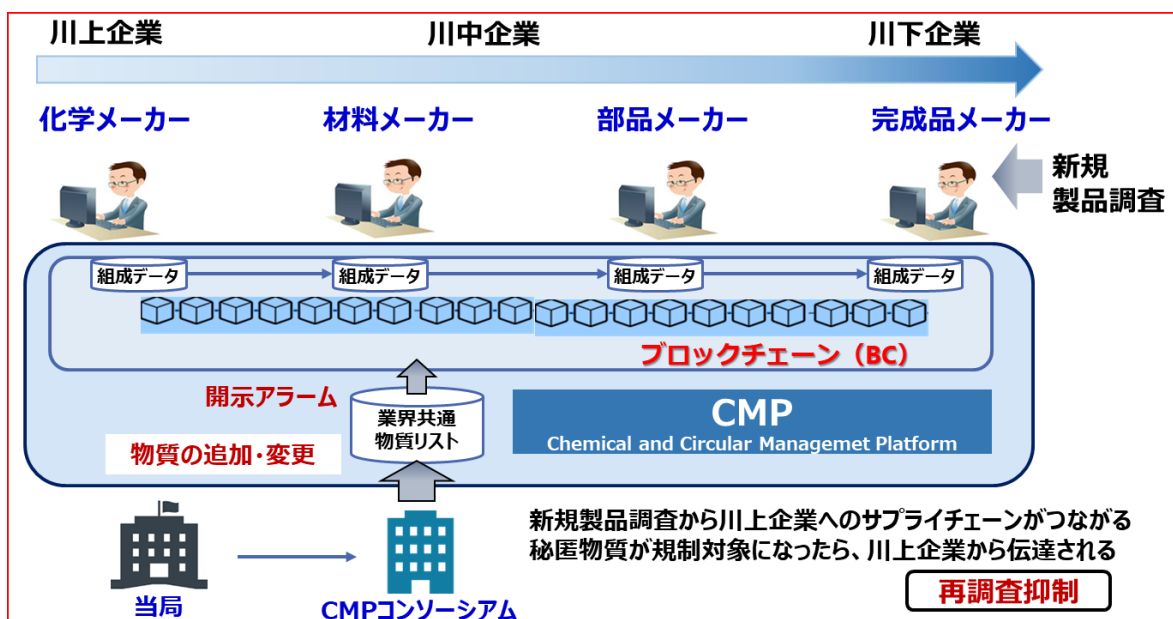 川上企業
川中企業
川下企業
化学メーカー
材料メーカー
部品メーカー
完成品メーカー
新規
製品調査
組成データ
組成データ
組成データ
組成データ
ブロックチェーン（BC）
開示アラーム
業界共通
物質リスト
物質の追加・変更
CMP
Chemical and Circular Managemet Platform
当局
CMPコンソーシアム
新規製品調査から川上企業へのサプライチェーンがつながる
秘匿物質が規制対象になったら、川上企業から伝達される
再調査抑制